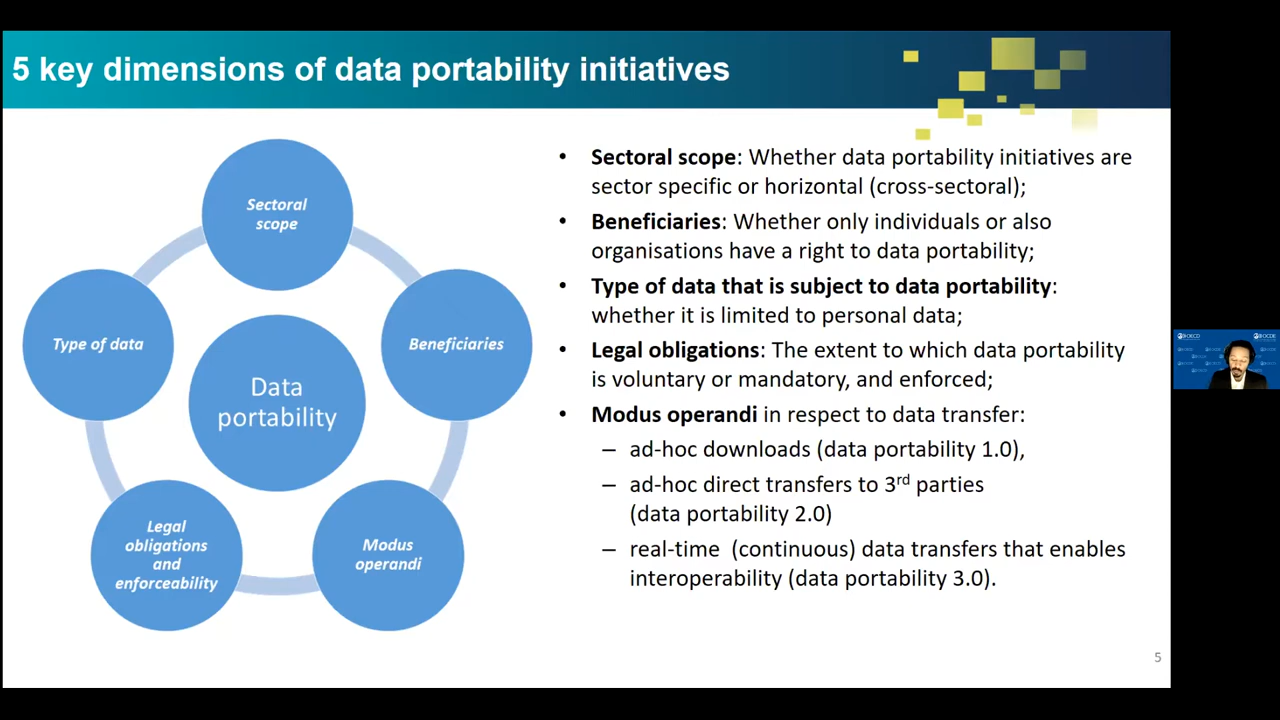 5 key dimensions of data portability initiatives
Sectoral
scope
Type of data
Beneficiaries
Data
portability
Legal
obligations
and
enforceability
Modus
operandi
• Sectoral scope: Whether data portability initiatives are
sector specific or horizontal (cross-sectoral);
• Beneficiaries: Whether only individuals or also
organisations have a right to data portability;
• Type of data that is subject to data portability:
whether it is limited to personal data;
• Legal obligations: The extent to which data portability
is voluntary or mandatory, and enforced;
• Modus operandi in respect to data transfer:
– ad-hoc downloads (data portability 1.0),
– ad-hoc direct transfers to 3rd parties
(data portability 2.0)
– real-time (continuous) data transfers that enables
interoperability (data portability 3.0).
5
OECD
OCDE